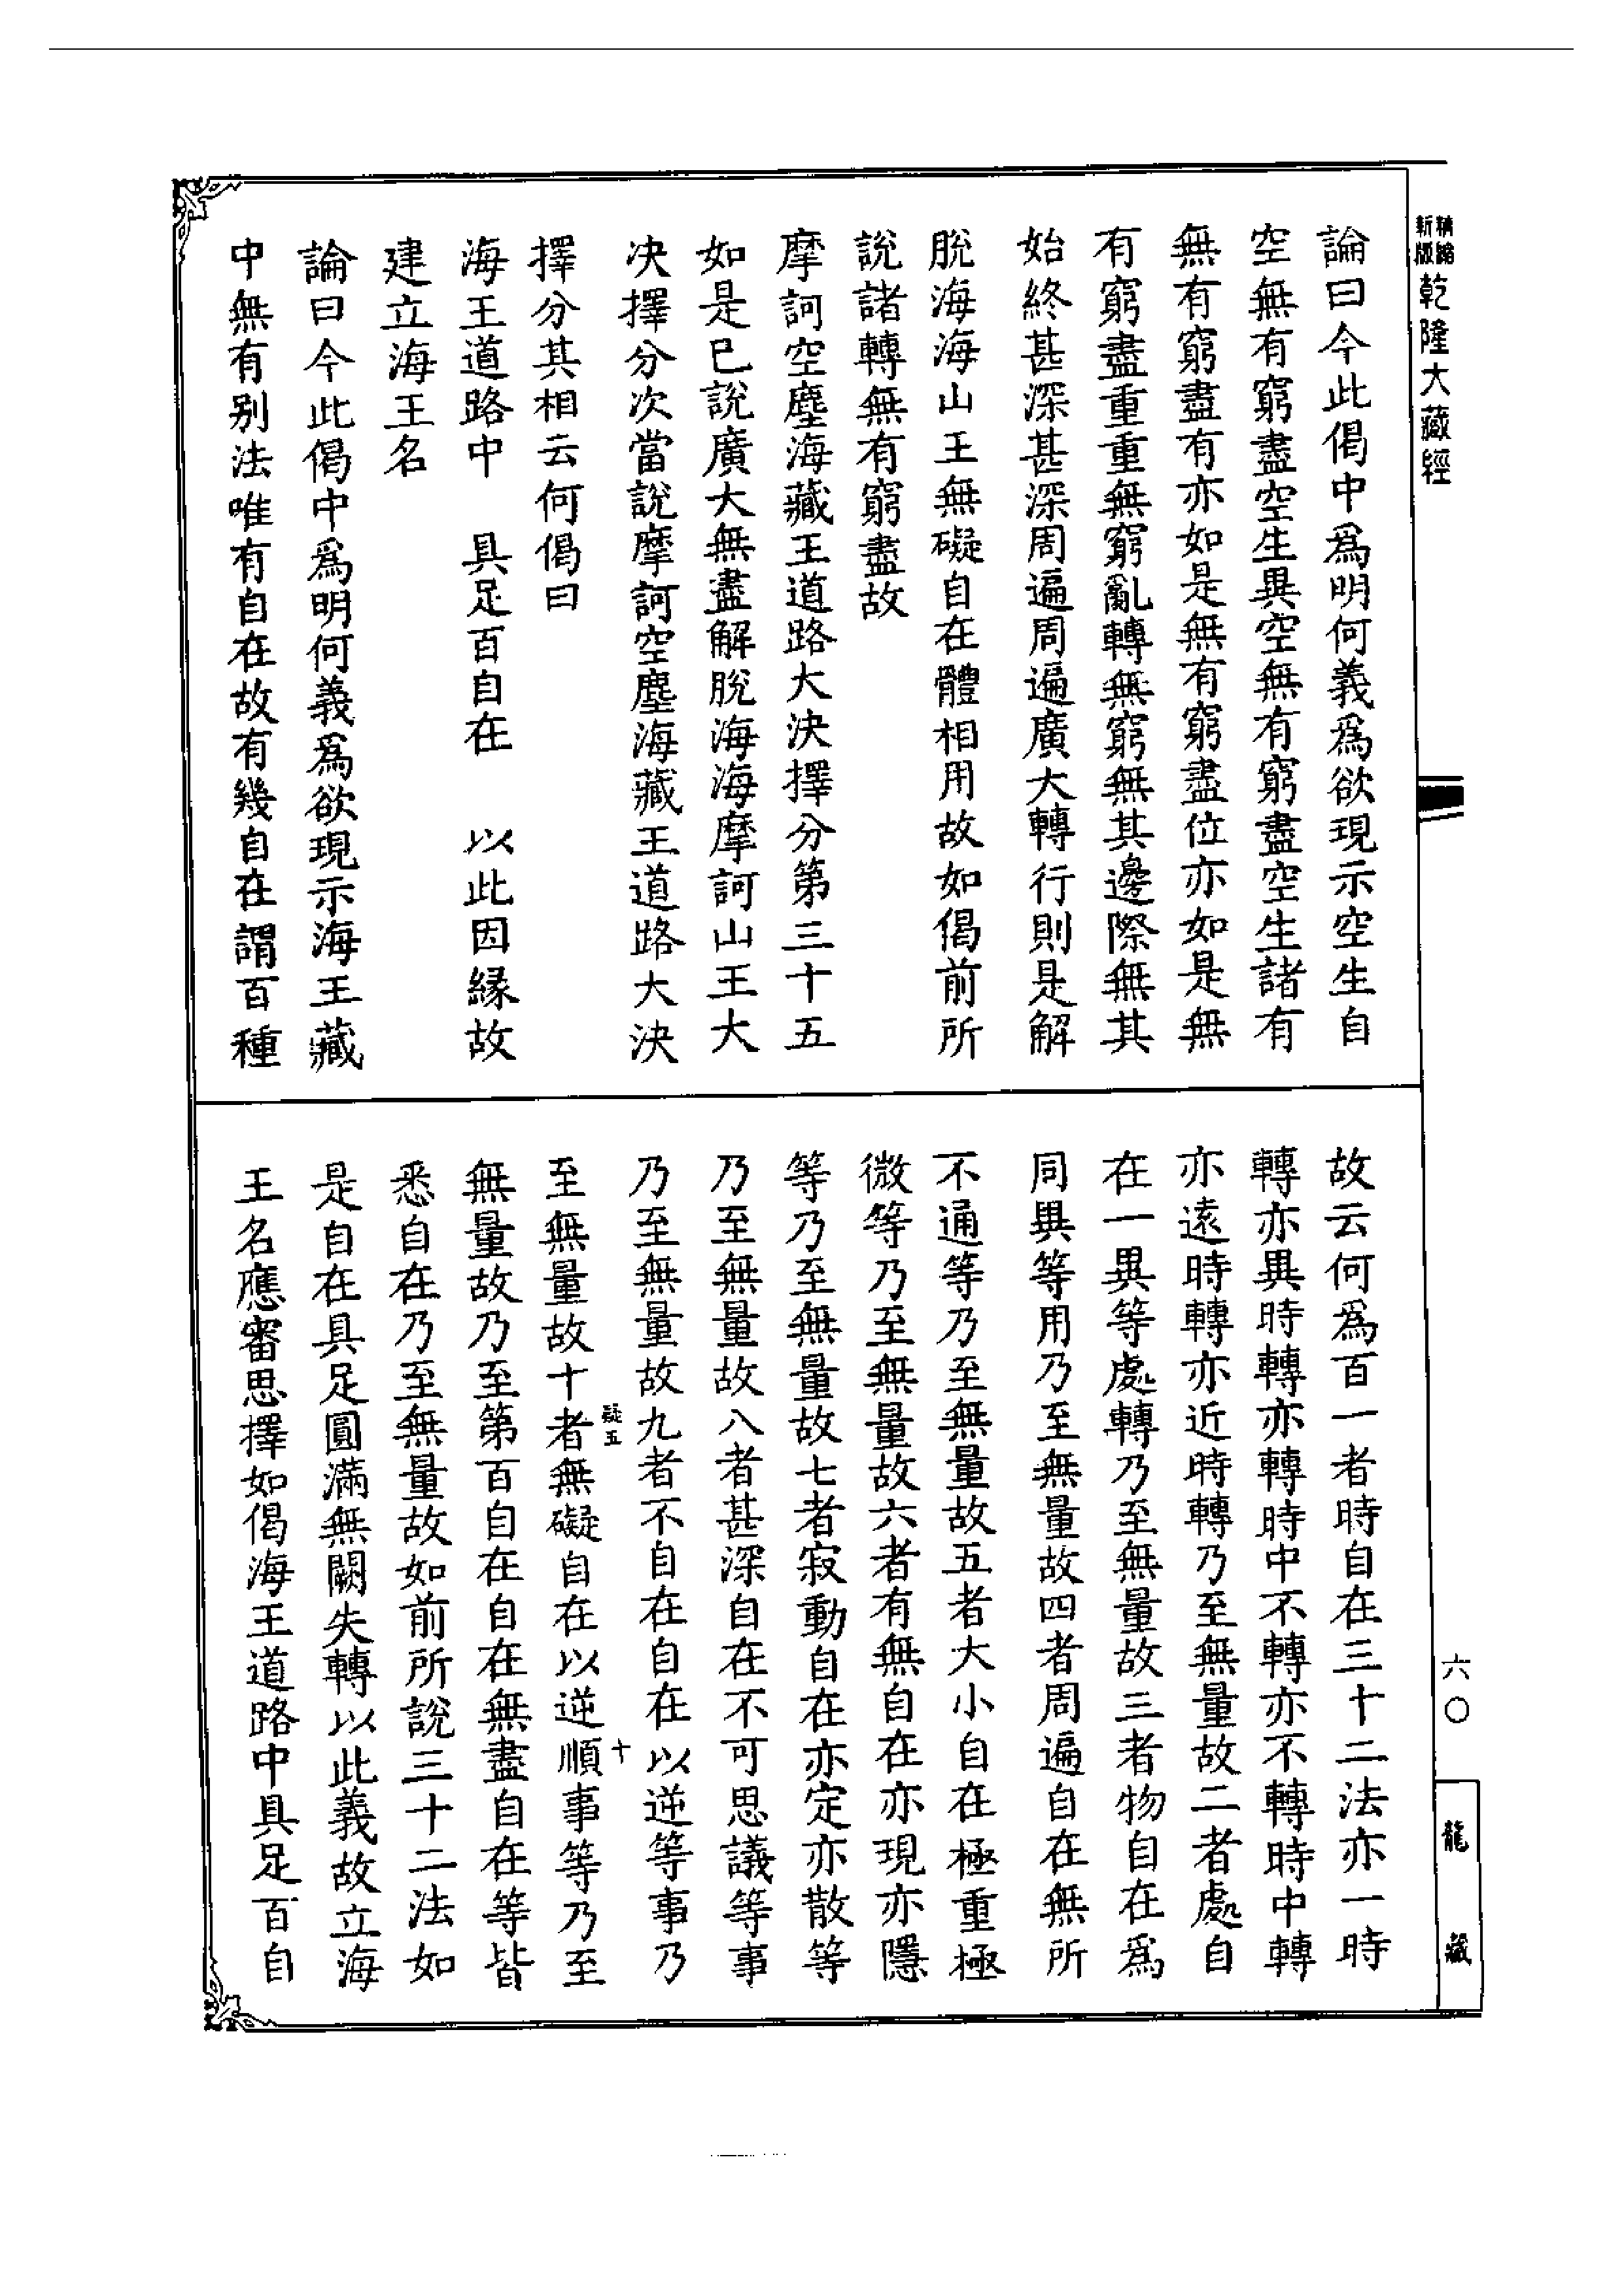 精縮
新版
乾隆大藏經
論曰今此偈中爲明何義爲欲現示空生自
空無有窮盡空生異空無有窮盡空生諸有
無有窮盡有亦如是無有窮盡位亦如是無
有窮盡重重無窮亂轉無窮無其邊際無其
始終甚深甚深周遍周遍廣大轉行則是解
脫海海山王無礙自在體相用故如偈前所
說諸轉無有窮盡故
摩訶空塵海藏王道路大決擇分第三十五
如是已說廣大無盡解脫海海摩訶山王大
決擇分次當說摩訶空塵海藏王道路大決
擇分其相云何偈曰
海王道路中　具足百自在　以此因緣故
建立海王名
論曰今此偈中爲明何義爲欲現示海王藏
中無有別法唯有自在故有幾自在謂百種
故云何爲百一者時自在三十二法亦一時
轉亦異時轉亦轉時中不轉亦不轉時中轉
亦遠時轉亦近時轉乃至無量故二者處自
在一異等處轉乃至無量故三者物自在爲
同異等用乃至無量故四者周遍自在無所
不通等乃至無量故五者大小自在極重極
微等乃至無量故六者有無自在亦現亦隱
等乃至無量故七者寂動自在亦定亦散等
乃至無量故八者甚深自在不可思議等事
乃至無量故九者不自在自在以逆等事乃
至無量故十者無礙自在以逆順事等乃至
疑五
十
無量故乃至第百自在自在無盡自在等皆
悉自在乃至無量故如前所說三十二法如
是自在具足圓滿無闕失轉以此義故立海
王名應審思擇如偈海王道路中具足百自
六〇
龍藏